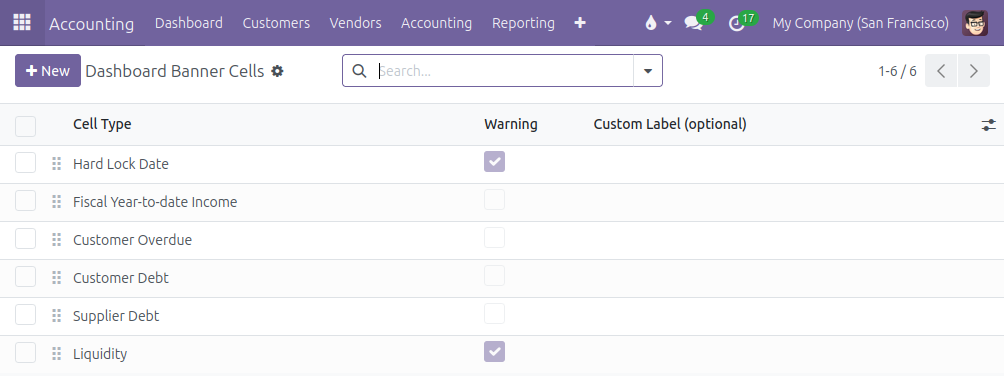 Accounting Dashboard Customers Vendors Accounting Reporting 4 17 My Company (San Francisco)
New Dashboard Banner Cells Search... 1-6 / 6
Cell Type Warning Custom Label (optional)
Hard Lock Date
Fiscal Year-to-date Income
Customer Overdue
Customer Debt
Supplier Debt
Liquidity